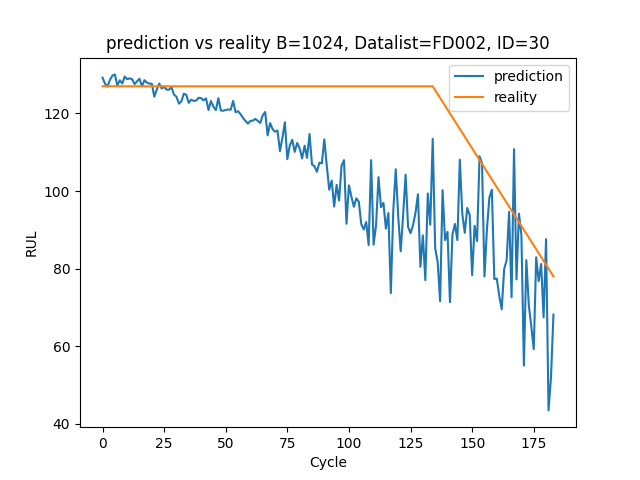 prediction vs reality B=1024, Datalist=FD002, ID=30
prediction
reality
RUL
120
100
80
60
40
0 25 50 75 100 125 150 175
Cycle